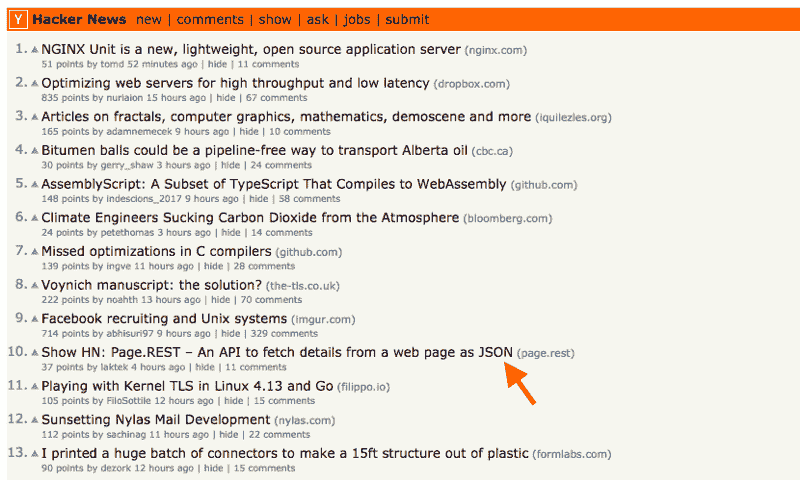 Y Hacker News new | comments | show | ask | jobs | submit
1. NGINX Unit is a new, lightweight, open source application server (nginx.com)
51 points by tomd 52 minutes ago | hide | 11 comments
2. Optimizing web servers for high throughput and low latency (dropbox.com)
835 points by nuriaion 15 hours ago | hide | 67 comments
3. Articles on fractals, computer graphics, mathematics, demoscene and more (iquilezles.org)
165 points by adamnemecek 9 hours ago | hide | 10 comments
4. Bitumen balls could be a pipeline-free way to transport Alberta oil (cbc.ca)
30 points by gerry_shaw 3 hours ago | hide | 24 comments
5. AssemblyScript: A Subset of TypeScript That Compiles to WebAssembly (github.com)
148 points by indescions_2017 9 hours ago | hide | 58 comments
6. Climate Engineers Sucking Carbon Dioxide from the Atmosphere (bloomberg.com)
24 points by petethomas 3 hours ago | hide | 14 comments
7. Missed optimizations in C compilers (github.com)
139 points by ingve 11 hours ago | hide | 28 comments
8. Voynich manuscript: the solution? (the-tls.co.uk)
222 points by noahth 13 hours ago | hide | 70 comments
9. Facebook recruiting and Unix systems (imgur.com)
714 points by abhisuri97 9 hours ago | hide | 329 comments
10. Show HN: Page.REST – An API to fetch details from a web page as JSON (page.rest)
37 points by laktek 4 hours ago | hide | 11 comments
11. Playing with Kernel TLS in Linux 4.13 and Go (filippo.io)
105 points by FiloSottile 12 hours ago | hide | 15 comments
12. Sunsetting Nylas Mail Development (nylas.com)
112 points by sachinag 11 hours ago | hide | 22 comments
13. I printed a huge batch of connectors to make a 15ft structure out of plastic (formlabs.com)
90 points by dezork 12 hours ago | hide | 15 comments